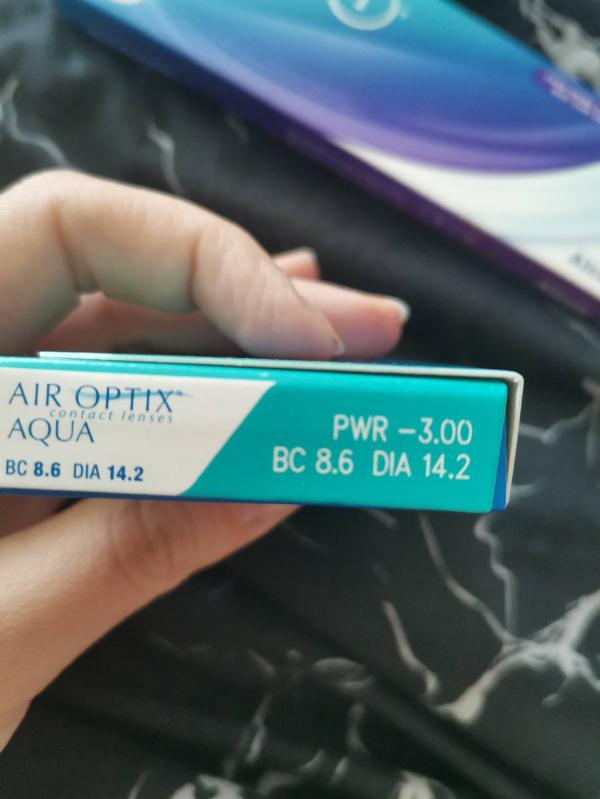 AIR OPTIX™
contact lenses
AQUA
BC 8.6 DIA 14.2
PWR −3.00
BC 8.6 DIA 14.2